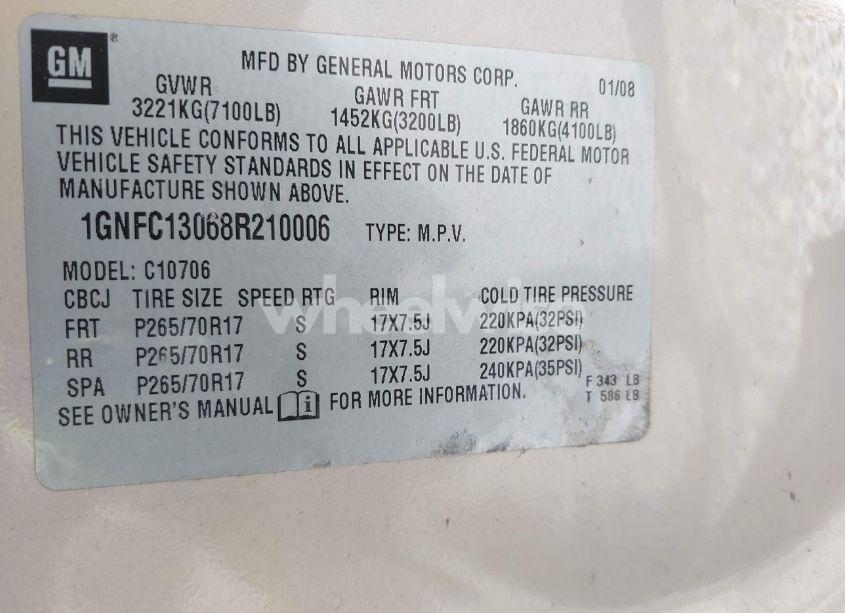 GM ®
MFD BY GENERAL MOTORS CORP. 01/08
GVWR GAWR FRT GAWR RR
3221KG(7100LB) 1452KG(3200LB) 1860KG(4100LB)
THIS VEHICLE CONFORMS TO ALL APPLICABLE U.S. FEDERAL MOTOR
VEHICLE SAFETY STANDARDS IN EFFECT ON THE DATE OF
MANUFACTURE SHOWN ABOVE.
1GNFC13068R210006 TYPE: M.P.V.
MODEL: C10706
CBCJ TIRE SIZE SPEED RTG RIM COLD TIRE PRESSURE
FRT P265/70R17 S 17X7.5J 220KPA(32PSI)
RR P265/70R17 S 17X7.5J 220KPA(32PSI)
SPA P265/70R17 S 17X7.5J 240KPA(35PSI)
F 343 LB
T 586 LB
SEE OWNER'S MANUAL i FOR MORE INFORMATION.